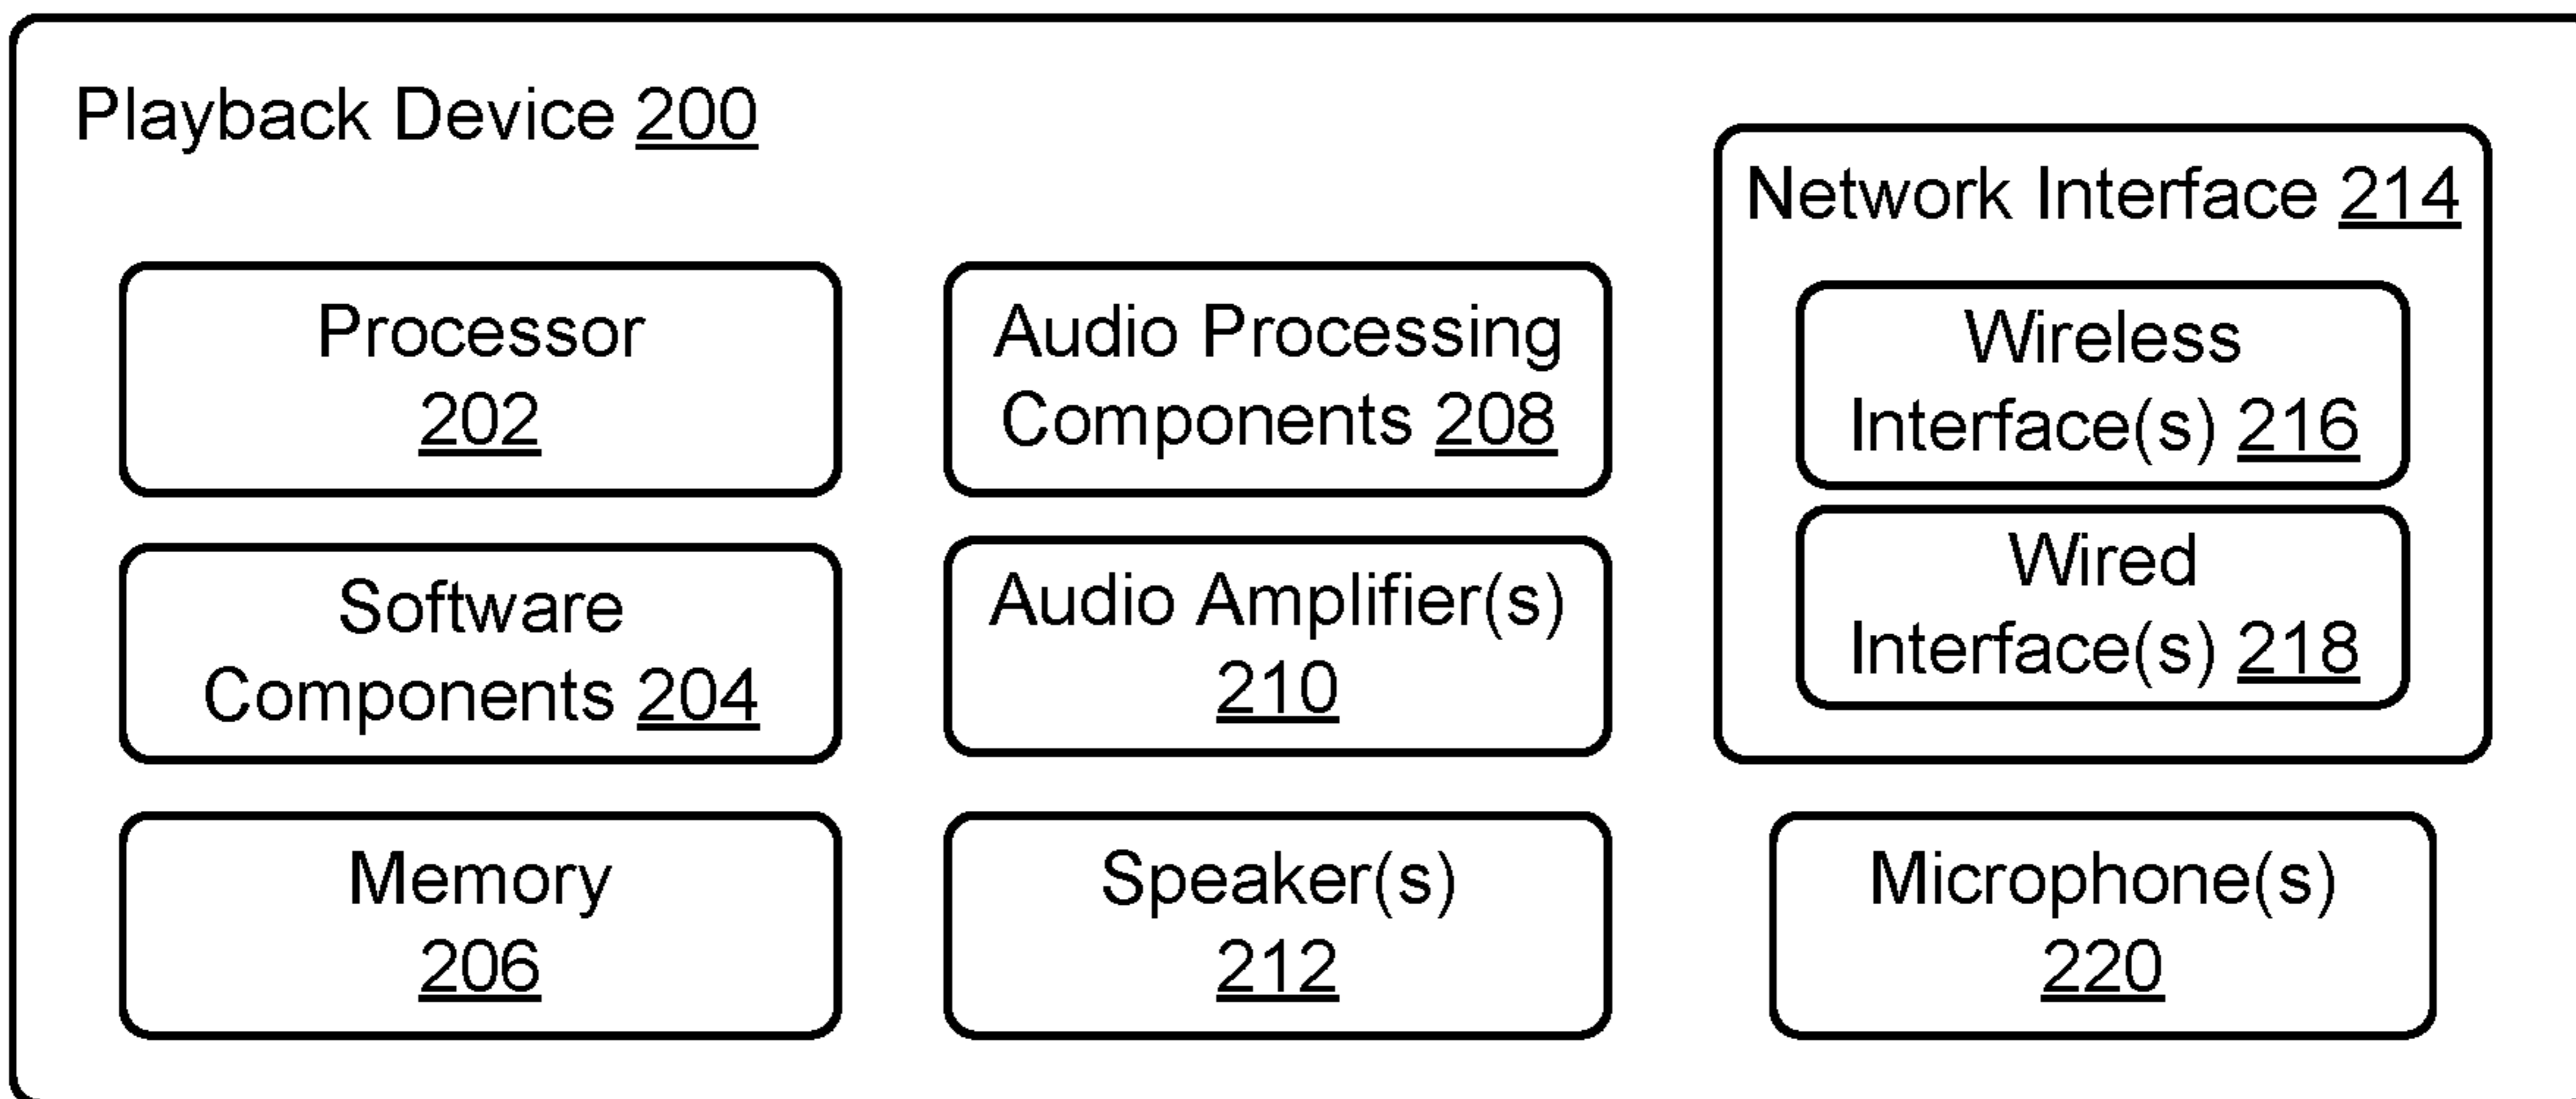 Playback Device 200
Processor
202
Software
Components 204
Memory
206
Audio Processing
Components 208
Audio Amplifier(s)
210
Speaker(s)
212
Network Interface 214
Wireless
Interface(s) 216
Wired
Interface(s) 218
Microphone(s)
220